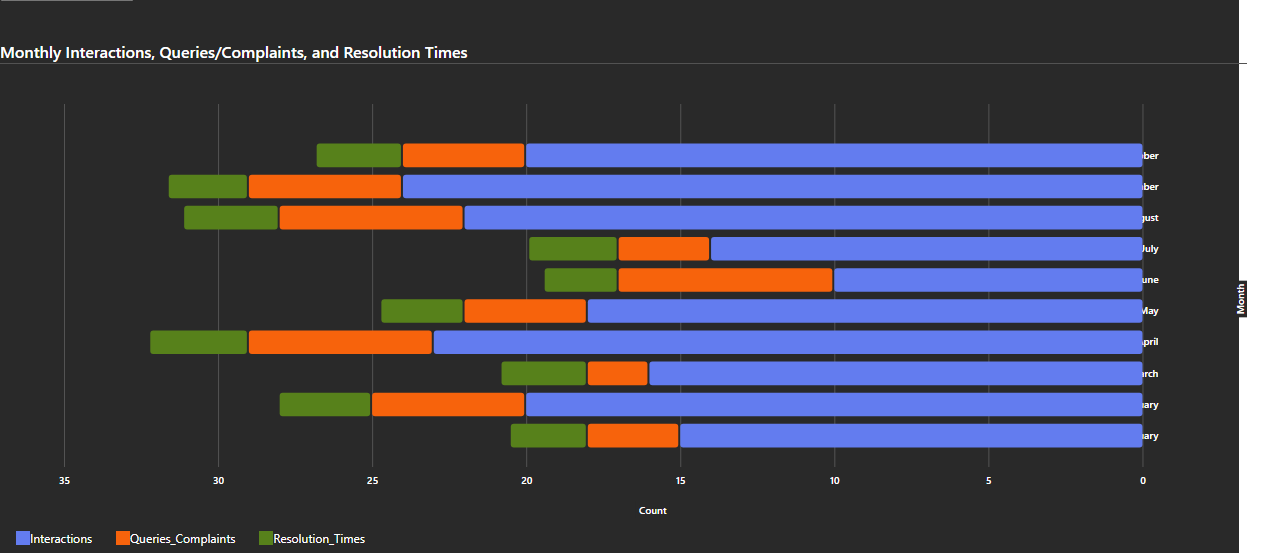 Monthly Interactions, Queries/Complaints, and Resolution Times
ber
ber
gust
July
une
May
April
rch
ary
ary
Month
35 30 25 20 15 10 5 0
Count
Interactions Queries_Complaints Resolution_Times